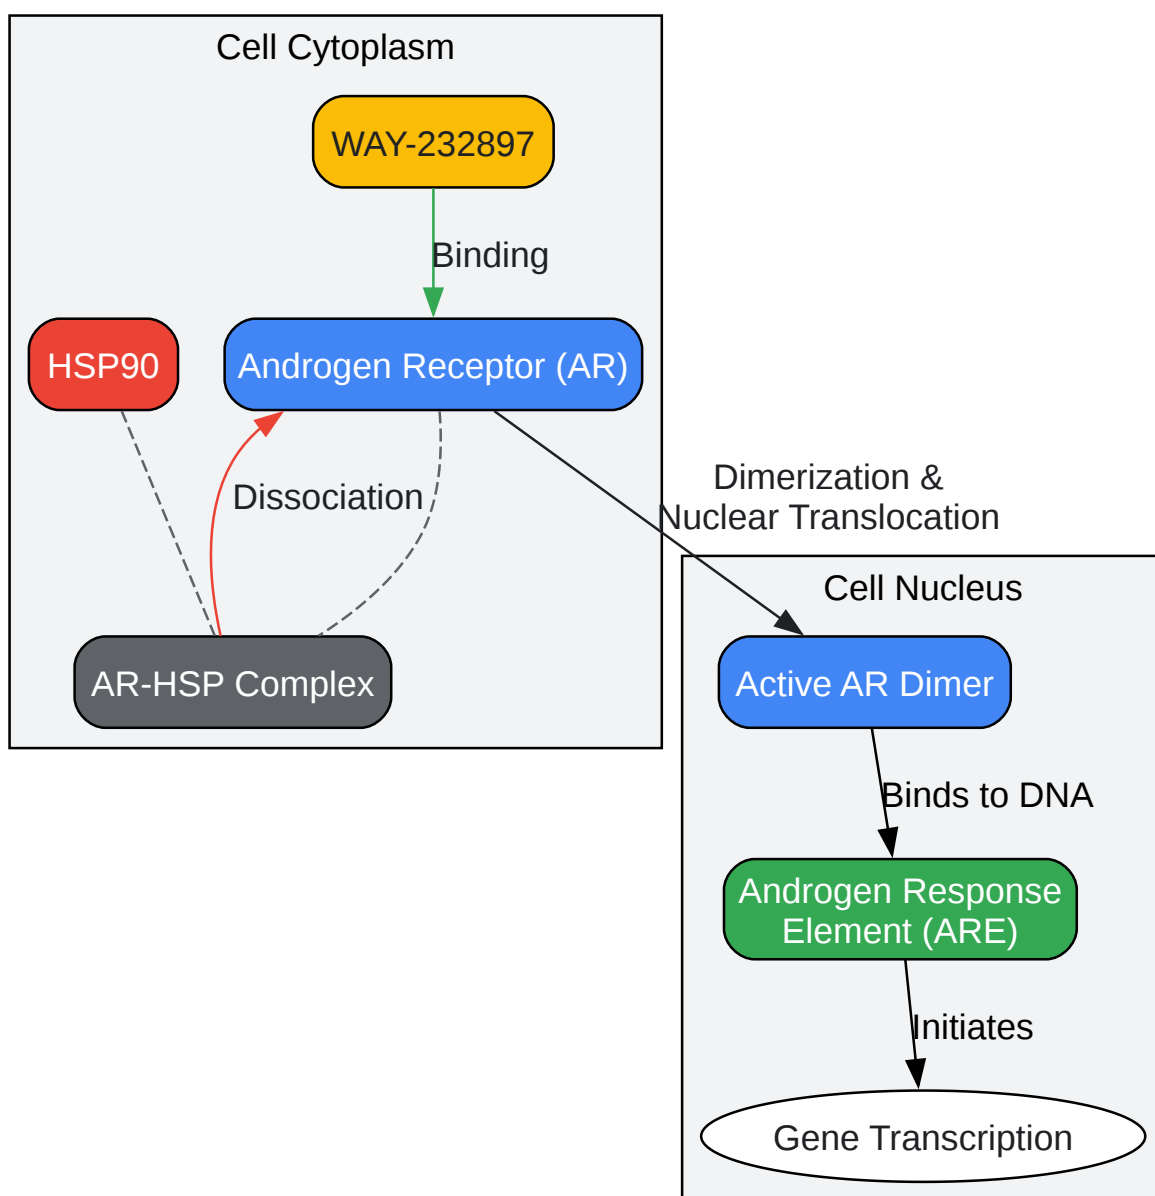 Cell Cytoplasm
WAY-232897
Binding
HSP90
Androgen Receptor (AR)
Dissociation
AR-HSP Complex
Dimerization &
Nuclear Translocation
Cell Nucleus
Active AR Dimer
Binds to DNA
Androgen Response
Element (ARE)
Initiates
Gene Transcription